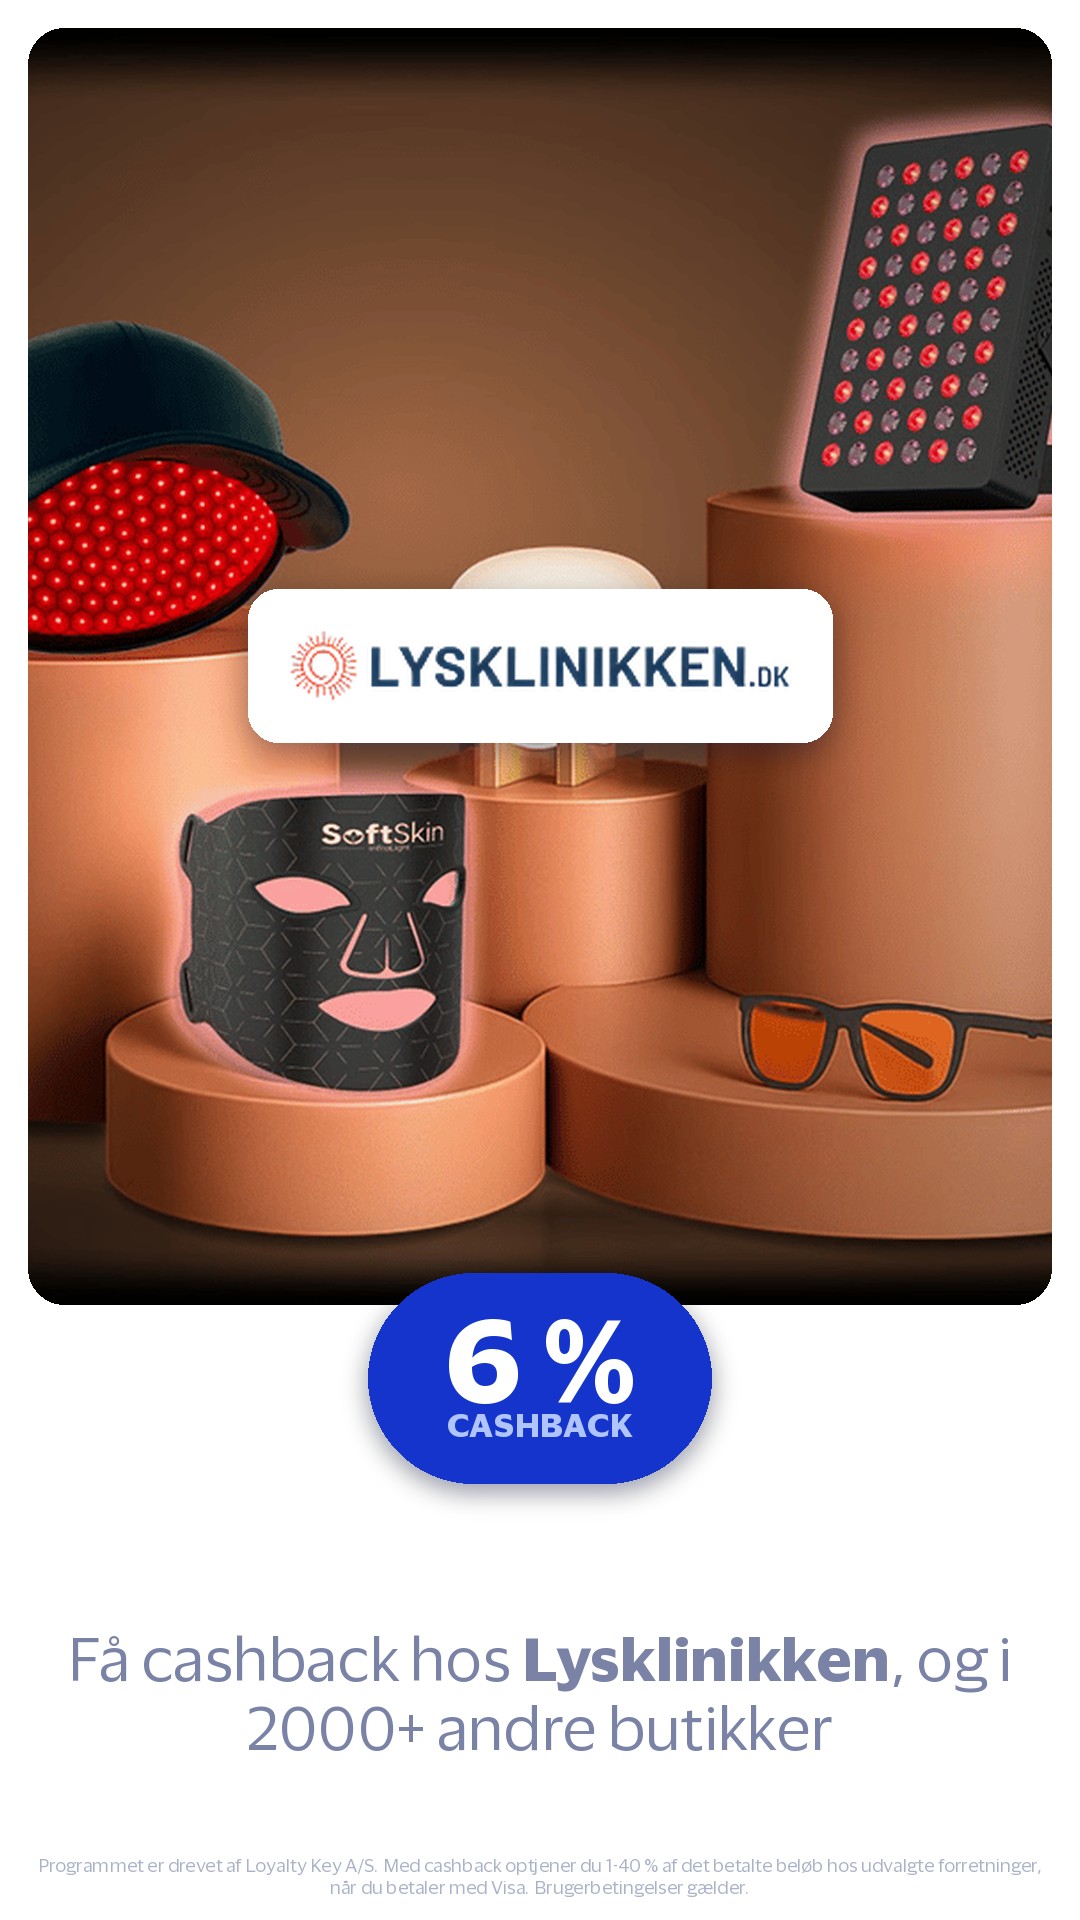 LYSKLINIKKEN.DK
SoftSkin
6 %
CASHBACK
Få cashback hos Lysklinikken, og i
2000+ andre butikker
Programmet er drevet af Loyalty Key A/S. Med cashback optjener du 1-40 % af det betalte beløb hos udvalgte forretninger,
når du betaler med Visa. Brugerbetingelser gælder.